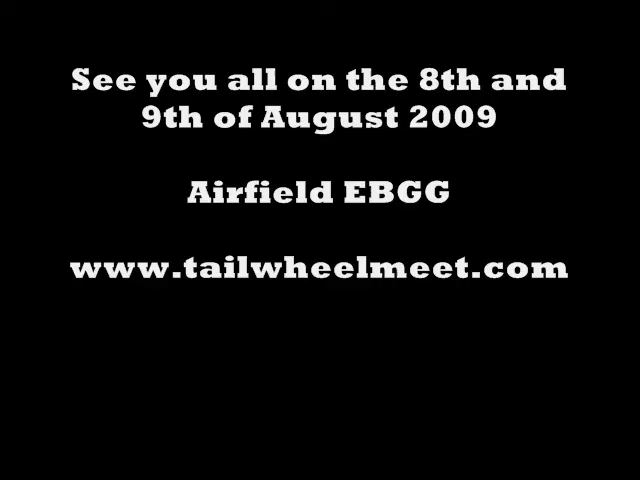 See you all on the 8th and
9th of August 2009
Airfield EBGG
www.tailwheelmeet.com